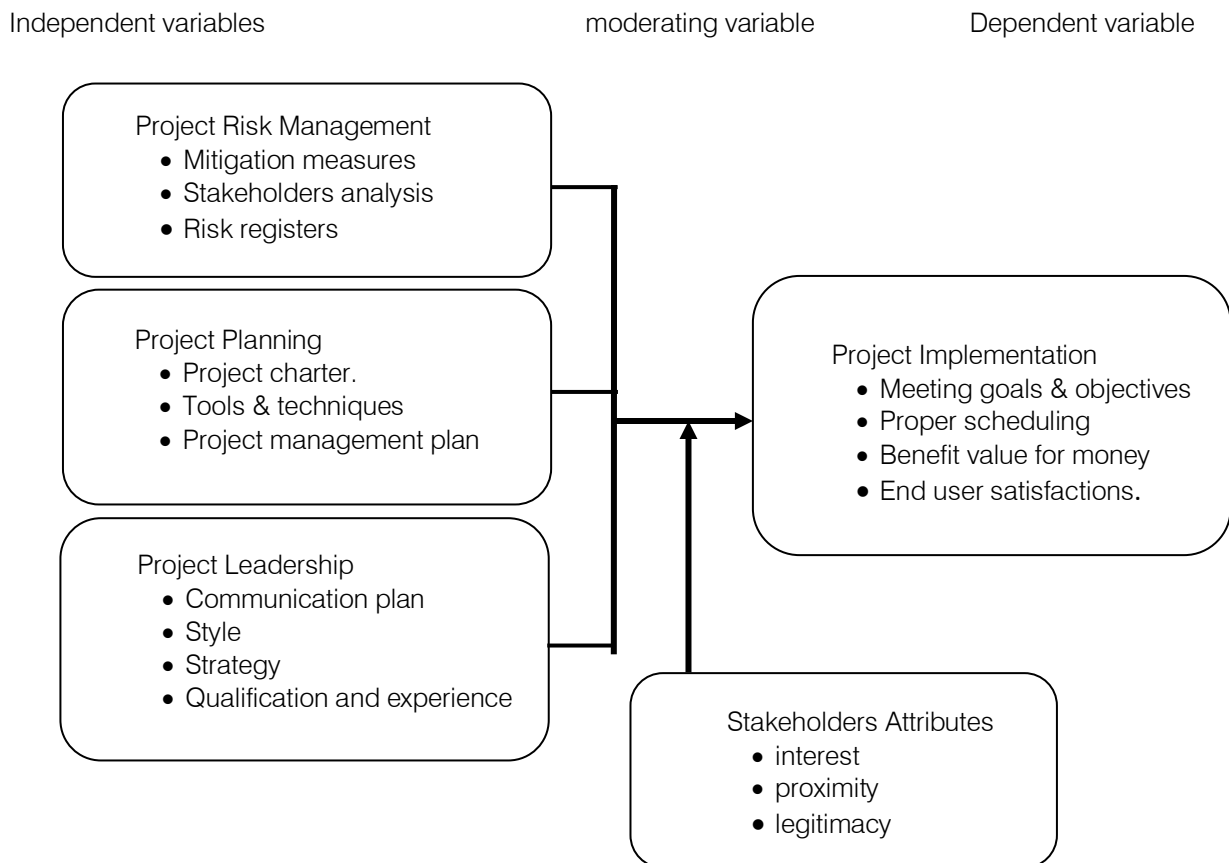 Independent variables
moderating variable
Dependent variable
Project Risk Management
• Mitigation measures
• Stakeholders analysis
• Risk registers
Project Planning
• Project charter.
• Tools & techniques
• Project management plan
Project Leadership
• Communication plan
• Style
• Strategy
• Qualification and experience
Project Implementation
• Meeting goals & objectives
• Proper scheduling
• Benefit value for money
• End user satisfactions.
Stakeholders Attributes
• interest
• proximity
• legitimacy